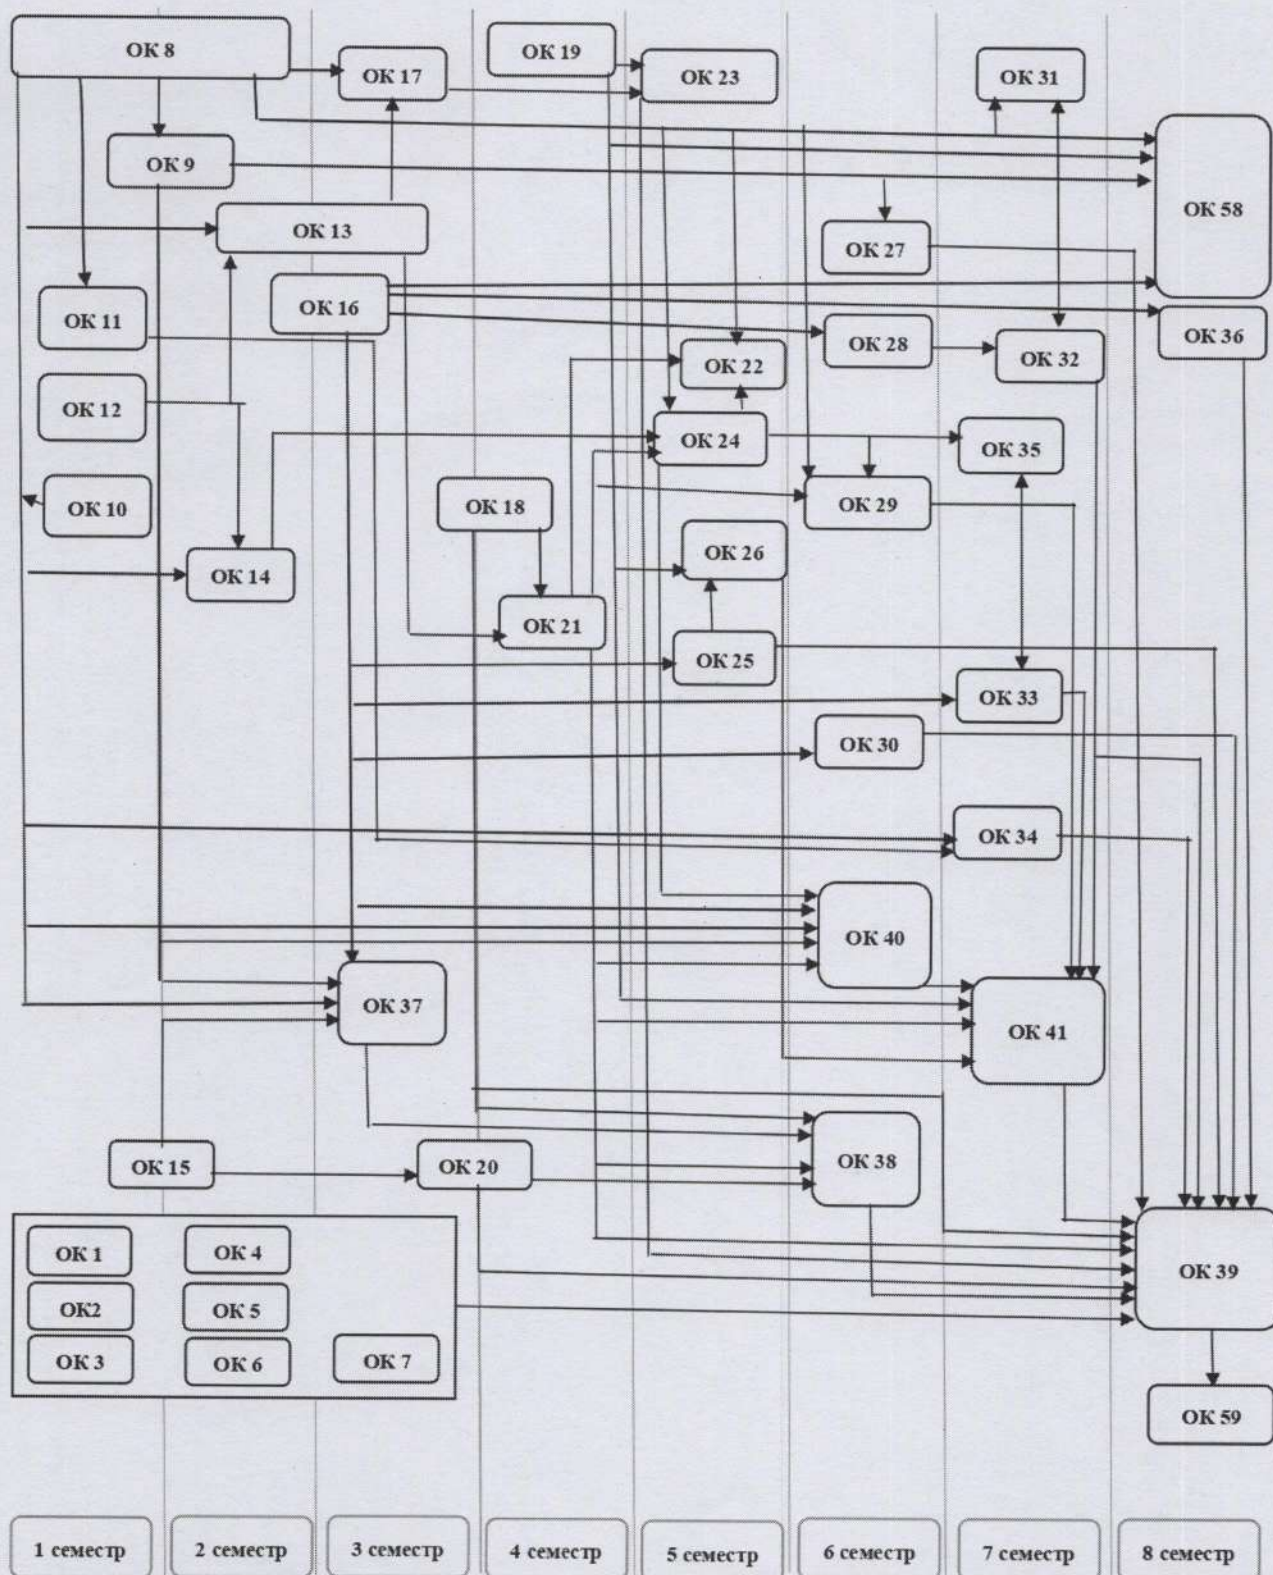 ОК 8
ОК 19
ОК 17
ОК 23
ОК 31
ОК 9
ОК 58
ОК 13
ОК 27
ОК 11
ОК 16
ОК 28
ОК 32
ОК 36
ОК 22
ОК 12
ОК 24
ОК 35
ОК 10
ОК 18
ОК 29
ОК 14
ОК 26
ОК 21
ОК 25
ОК 33
ОК 30
ОК 34
ОК 40
ОК 37
ОК 41
ОК 15
ОК 20
ОК 38
ОК 1
ОК 4
ОК 39
ОК2
ОК 5
ОК 3
ОК 6
ОК 7
ОК 59
1 семестр 2 семестр 3 семестр 4 семестр 5 семестр 6 семестр 7 семестр 8 семестр